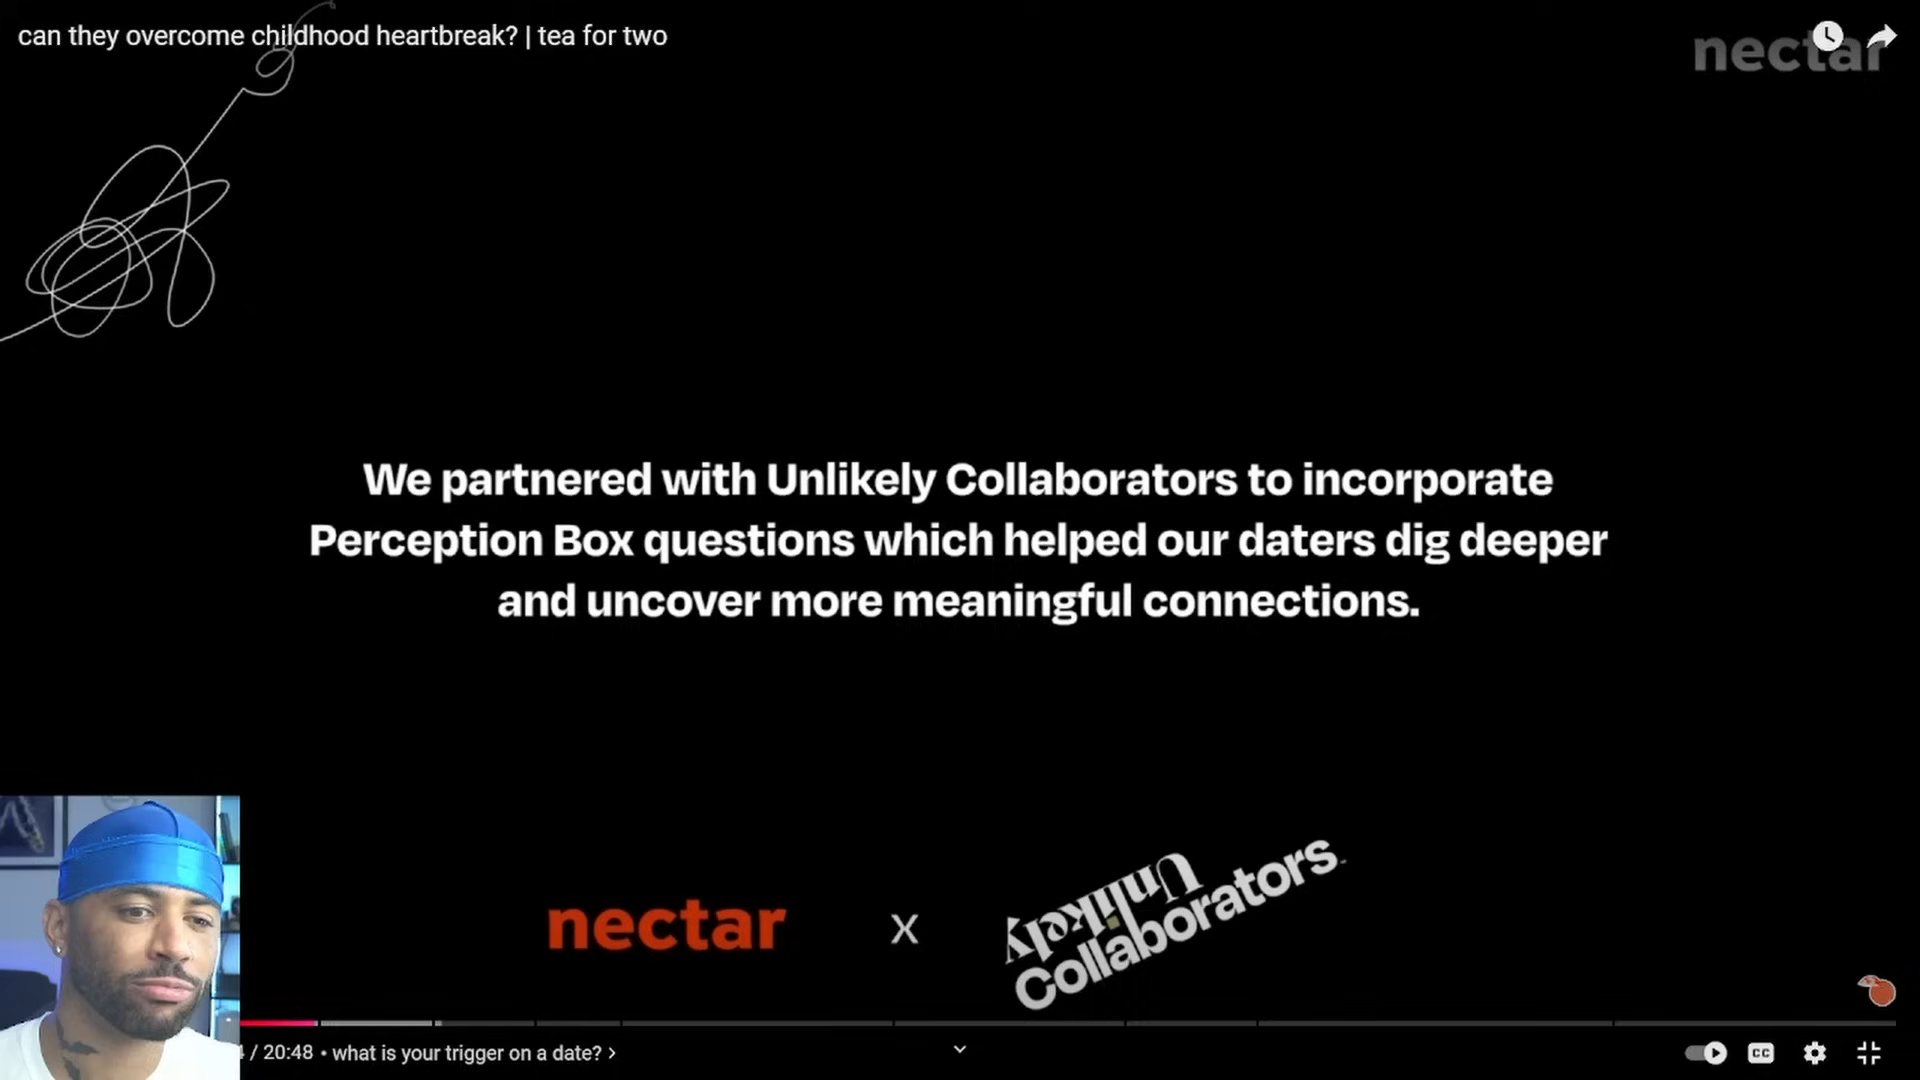 can they overcome childhood heartbreak? | tea for two
nectar
We partnered with Unlikely Collaborators to incorporate
Perception Box questions which helped our daters dig deeper
and uncover more meaningful connections.
nectar x Unlikely
Collaborators.
/ 20:48 • what is your trigger on a date? >
CC